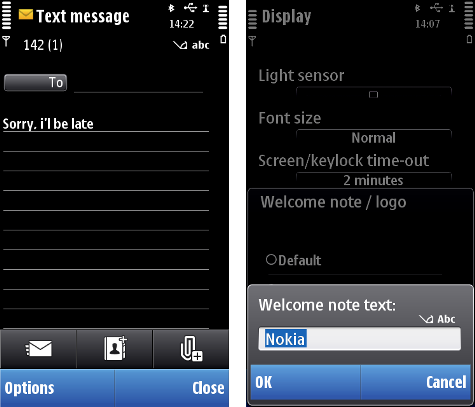 Text message
14:22
142 (1)
abc
To
Sorry, i'l be late
Options
Close
Display
14:07
Light sensor
Font size
Normal
Screen/keylock time-out
2 minutes
Welcome note / logo
Default
Welcome note text:
Abc
Nokia
OK
Cancel